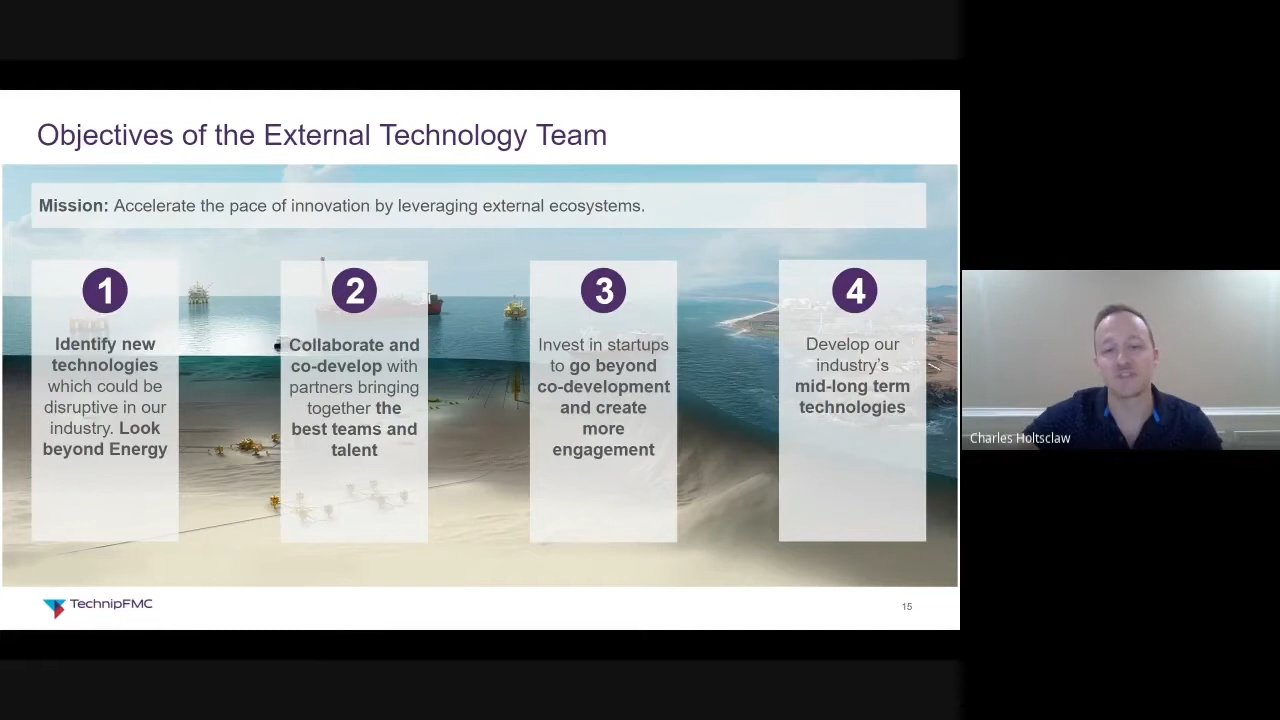 Objectives of the External Technology Team
Mission: Accelerate the pace of innovation by leveraging external ecosystems.
1
Identify new
technologies
which could be
disruptive in our
industry. Look
beyond Energy
2
Collaborate and
co-develop with
partners bringing
together the
best teams and
talent
3
Invest in startups
to go beyond
co-development
and create
more
engagement
4
Develop our
industry's
mid-long term
technologies
Charles Holtsclaw
TechnipFMC
15